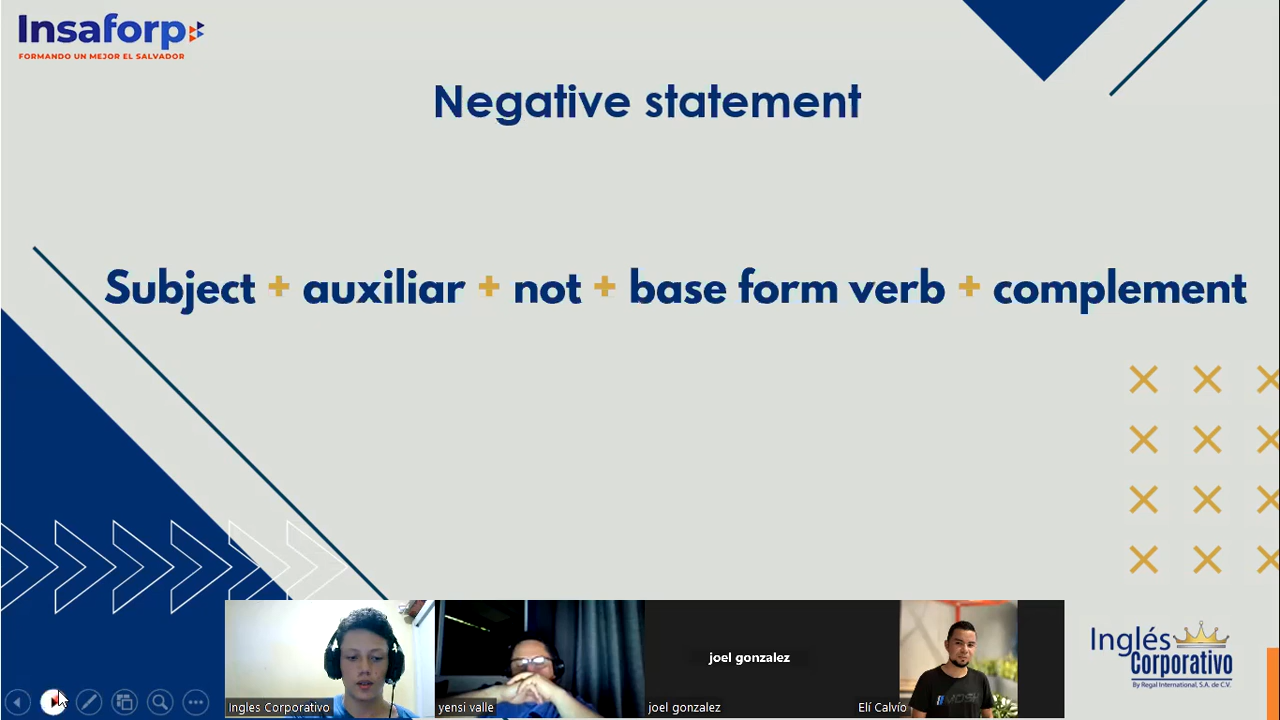 Insaforp
FORMANDO UN MEJOR EL SALVADOR
Negative statement
Subject + auxiliar + not + base form verb + complement
joel gonzalez
Ingles Corporativo
yensi valle
joel gonzalez
Elí Calvío
Inglés
Corporativo
By Regal International, S.A. de C.V.